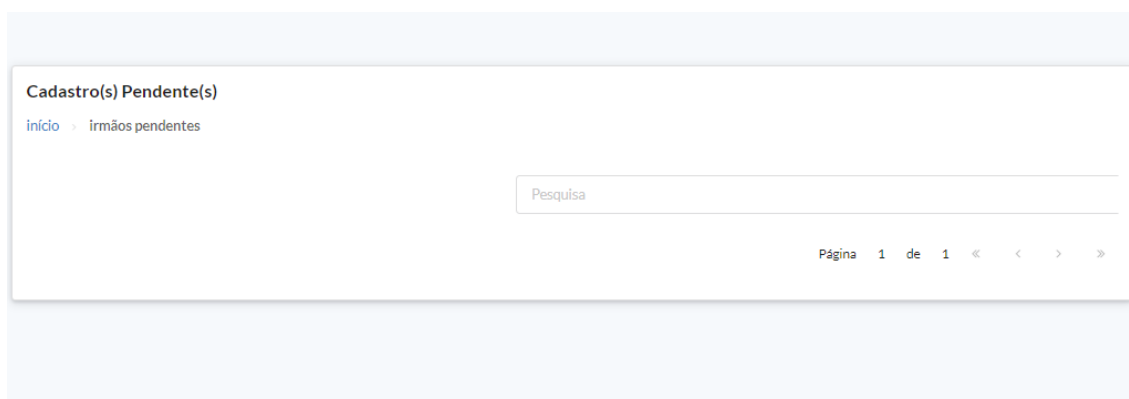 Cadastro(s) Pendente(s)
início > irmãos pendentes
Pesquisa
Página 1 de 1 « < > »